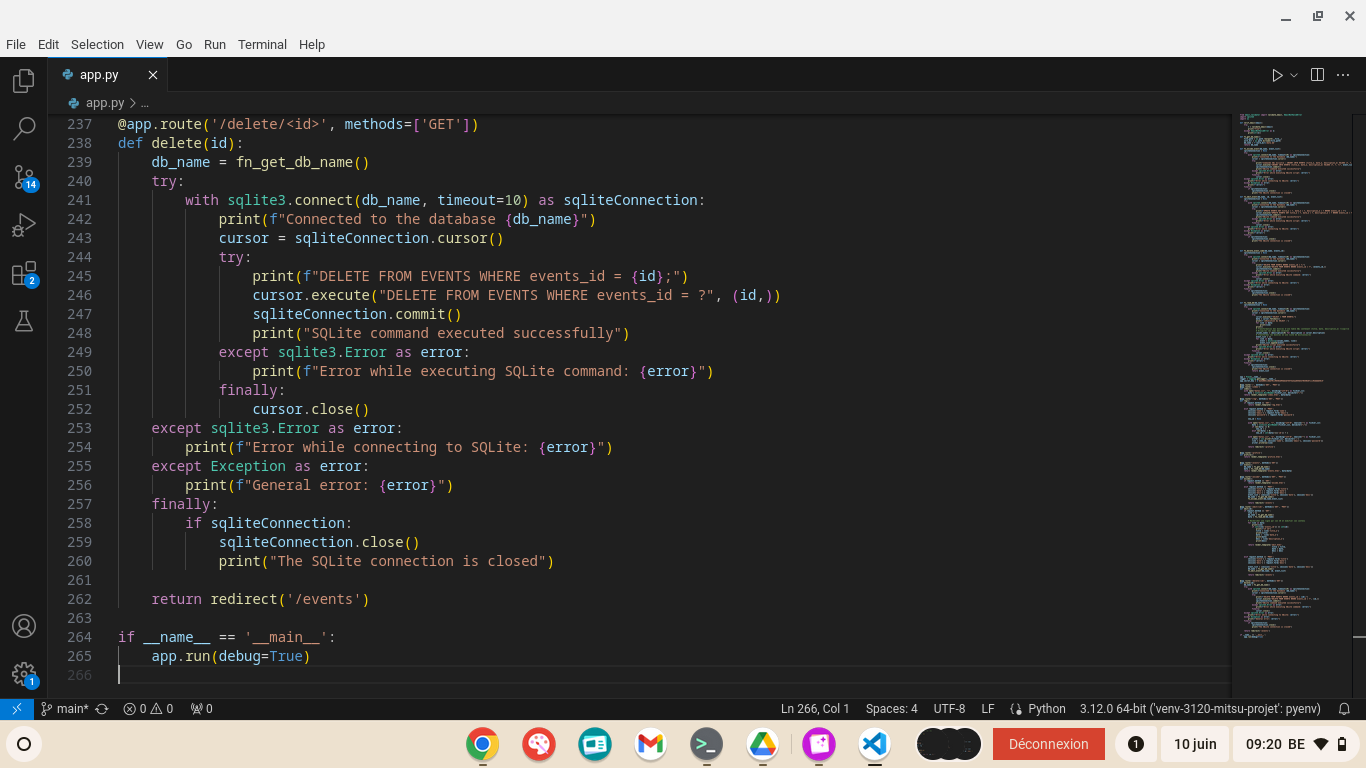 File Edit Selection View Go Run Terminal Help
app.py
app.py > ...
237 @app.route('/delete/<id>', methods=['GET'])
238 def delete(id):
239     db_name = fn_get_db_name()
240     try:
241         with sqlite3.connect(db_name, timeout=10) as sqliteConnection:
242             print(f"Connected to the database {db_name}")
243             cursor = sqliteConnection.cursor()
244             try:
245                 print(f"DELETE FROM EVENTS WHERE events_id = {id};")
246                 cursor.execute("DELETE FROM EVENTS WHERE events_id = ?", (id,))
247                 sqliteConnection.commit()
248                 print("SQLite command executed successfully")
249             except sqlite3.Error as error:
250                 print(f"Error while executing SQLite command: {error}")
251             finally:
252                 cursor.close()
253     except sqlite3.Error as error:
254         print(f"Error while connecting to SQLite: {error}")
255     except Exception as error:
256         print(f"General error: {error}")
257     finally:
258         if sqliteConnection:
259             sqliteConnection.close()
260             print("The SQLite connection is closed")
261
262     return redirect('/events')
263
264 if __name__ == '__main__':
265     app.run(debug=True)
266
14
2
1
main* 0 0 0 Ln 266, Col 1 Spaces: 4 UTF-8 LF Python 3.12.0 64-bit ('venv-3120-mitsu-projet': pyenv)
Déconnexion 1 10 juin 09:20 BE